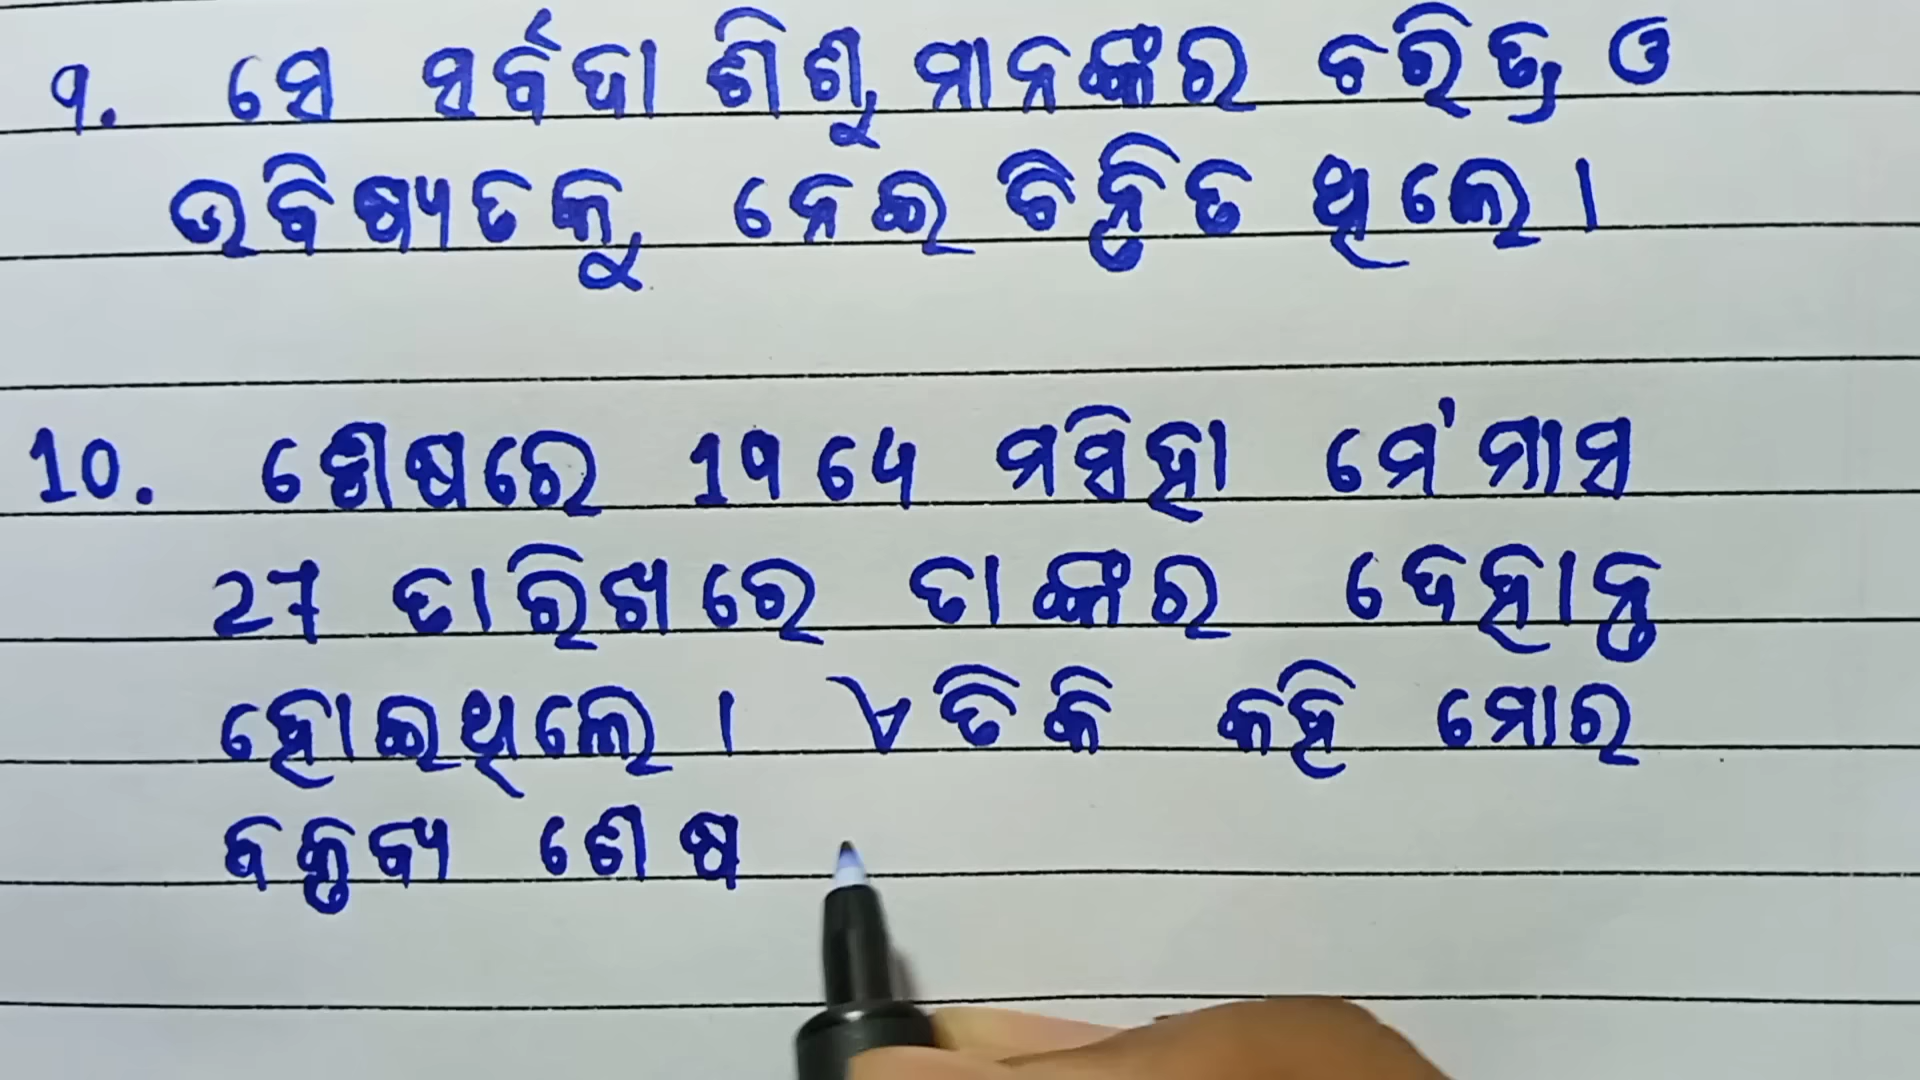 9. ସେ ସର୍ବଦା ଶିଶୁ ମାନଙ୍କର ଚରିତ୍ର ଓ
ଭବିଷ୍ୟତକୁ ନେଇ ଚିନ୍ତିତ ଥିଲେ ।
10. ଶେଷରେ 1964 ମସିହା ମେ' ମାସ
27 ତାରିଖରେ ତାଙ୍କର ଦେହାନ୍ତ
ହୋଇଥିଲେ । ଏତିକି କହି ମୋର
ବକ୍ତବ୍ୟ ଶେଷ